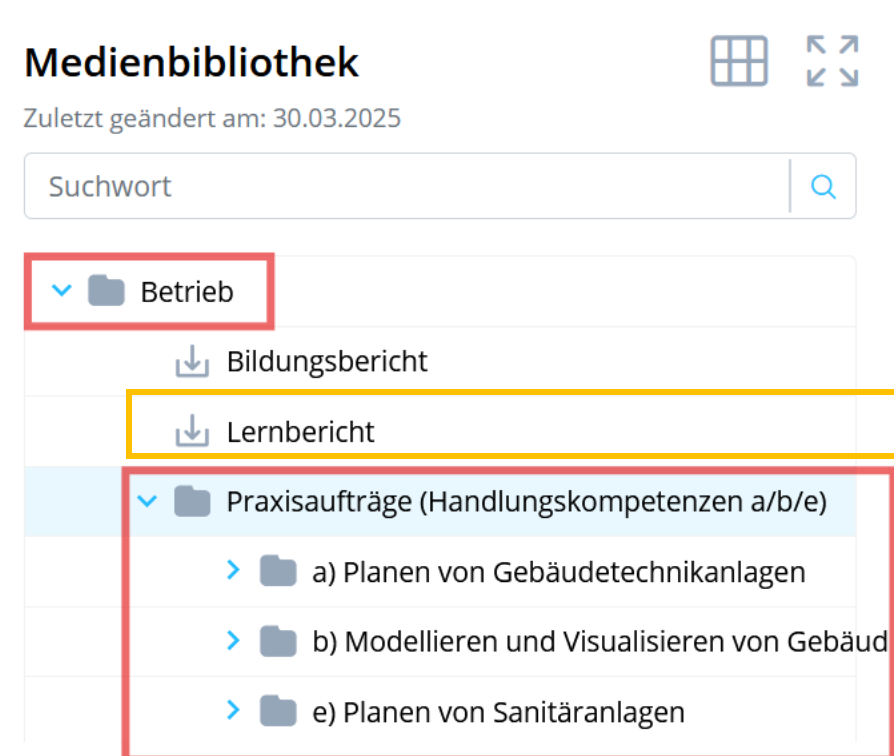 Medienbibliothek
Zuletzt geändert am: 30.03.2025
Suchwort
Betrieb
Bildungsbericht
Lernbericht
Praxisaufträge (Handlungskompetenzen a/b/e)
a) Planen von Gebäudetechnikanlagen
b) Modellieren und Visualisieren von Gebäud
e) Planen von Sanitäranlagen